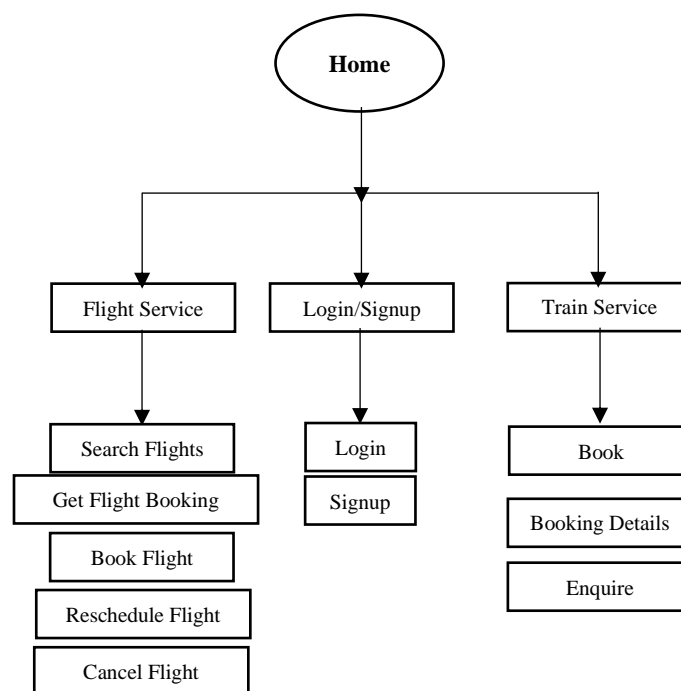 Home
Flight Service
Login/Signup
Train Service
Search Flights
Get Flight Booking
Book Flight
Reschedule Flight
Cancel Flight
Login
Signup
Book
Booking Details
Enquire